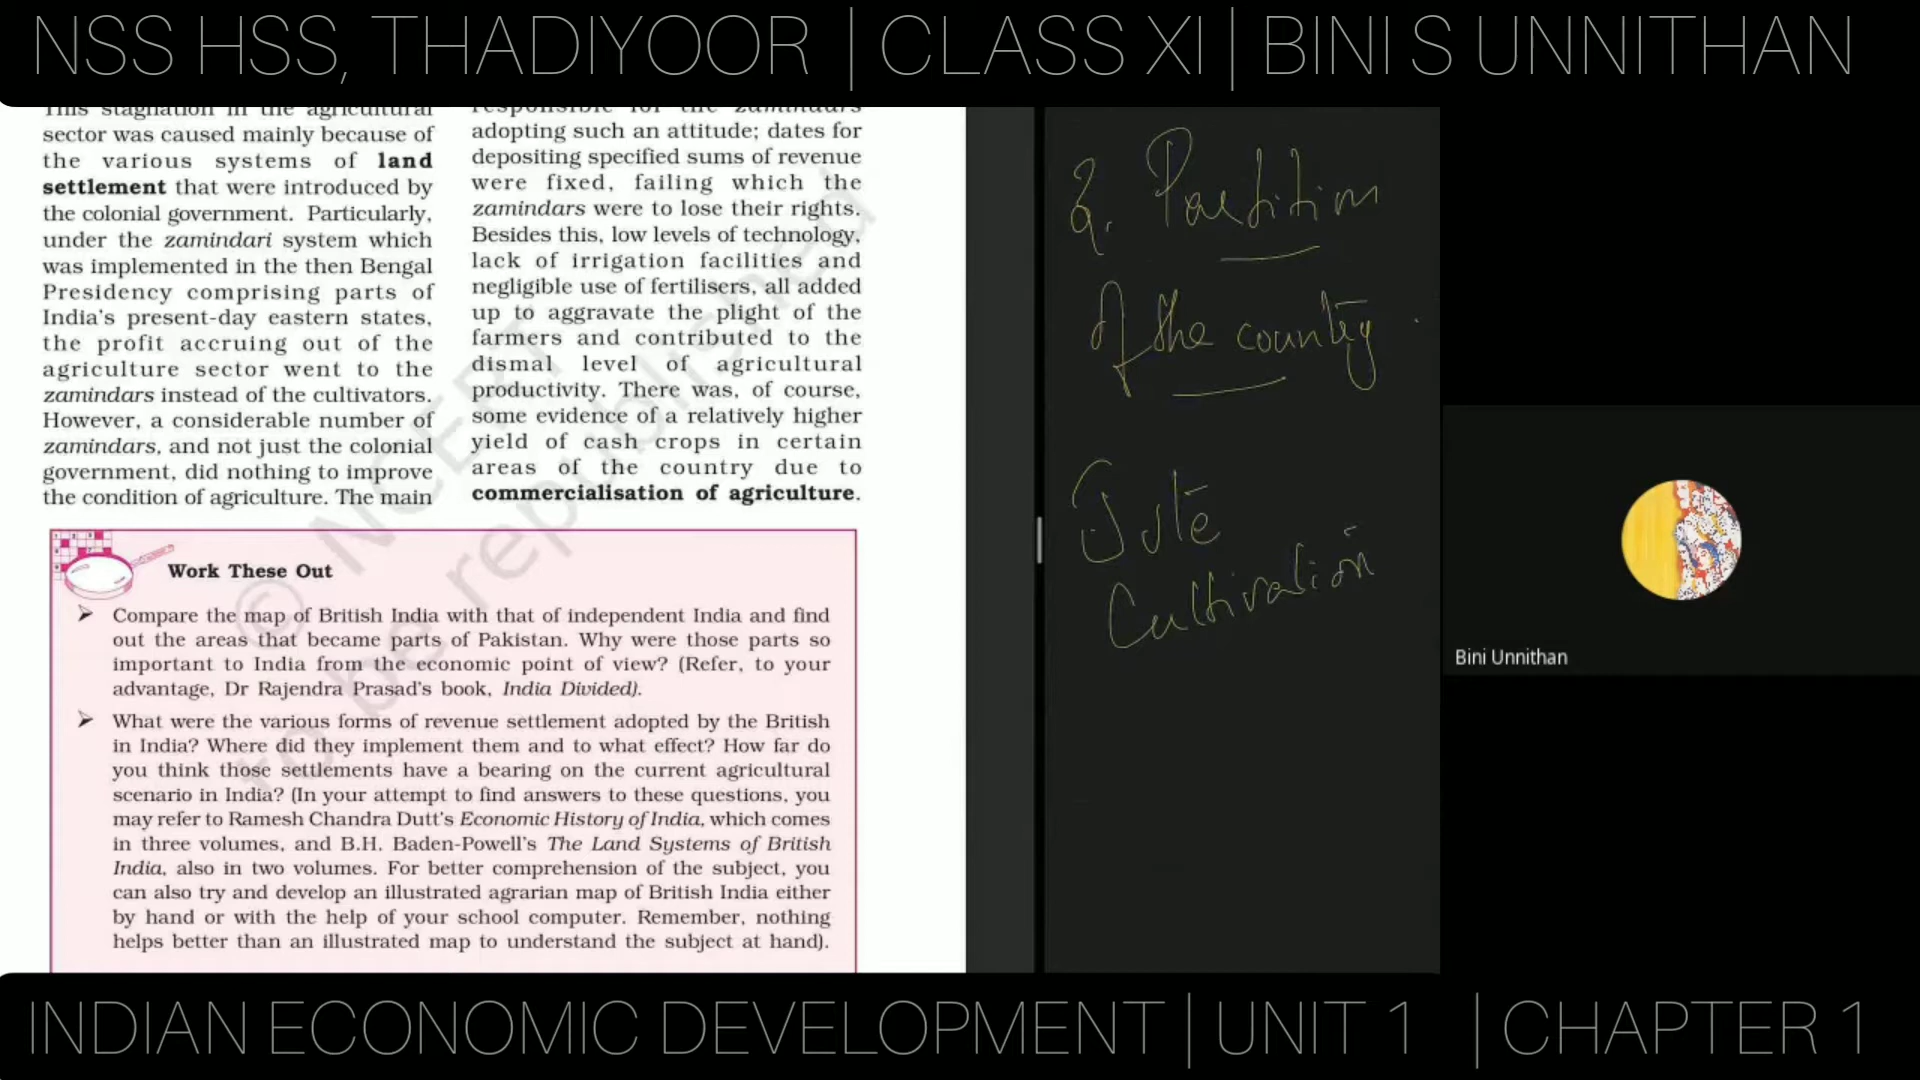 NSS HSS, THADIYOOR | CLASS XI | BINI S UNNITHAN
This stagnation in the agricultural
sector was caused mainly because of
the various systems of land
settlement that were introduced by
the colonial government. Particularly,
under the zamindari system which
was implemented in the then Bengal
Presidency comprising parts of
India's present-day eastern states,
the profit accruing out of the
agriculture sector went to the
zamindars instead of the cultivators.
However, a considerable number of
zamindars, and not just the colonial
government, did nothing to improve
the condition of agriculture. The main
responsible for the zamindars
adopting such an attitude; dates for
depositing specified sums of revenue
were fixed, failing which the
zamindars were to lose their rights.
Besides this, low levels of technology,
lack of irrigation facilities and
negligible use of fertilisers, all added
up to aggravate the plight of the
farmers and contributed to the
dismal level of agricultural
productivity. There was, of course,
some evidence of a relatively higher
yield of cash crops in certain
areas of the country due to
commercialisation of agriculture.
© NCERT
to be republished
Work These Out
➢ Compare the map of British India with that of independent India and find
out the areas that became parts of Pakistan. Why were those parts so
important to India from the economic point of view? (Refer, to your
advantage, Dr Rajendra Prasad's book, India Divided).
➢ What were the various forms of revenue settlement adopted by the British
in India? Where did they implement them and to what effect? How far do
you think those settlements have a bearing on the current agricultural
scenario in India? (In your attempt to find answers to these questions, you
may refer to Ramesh Chandra Dutt's Economic History of India, which comes
in three volumes, and B.H. Baden-Powell's The Land Systems of British
India, also in two volumes. For better comprehension of the subject, you
can also try and develop an illustrated agrarian map of British India either
by hand or with the help of your school computer. Remember, nothing
helps better than an illustrated map to understand the subject at hand).
Partition
Of the country.
Jute
Cultivation
Bini Unnithan
INDIAN ECONOMIC DEVELOPMENT | UNIT 1 | CHAPTER 1